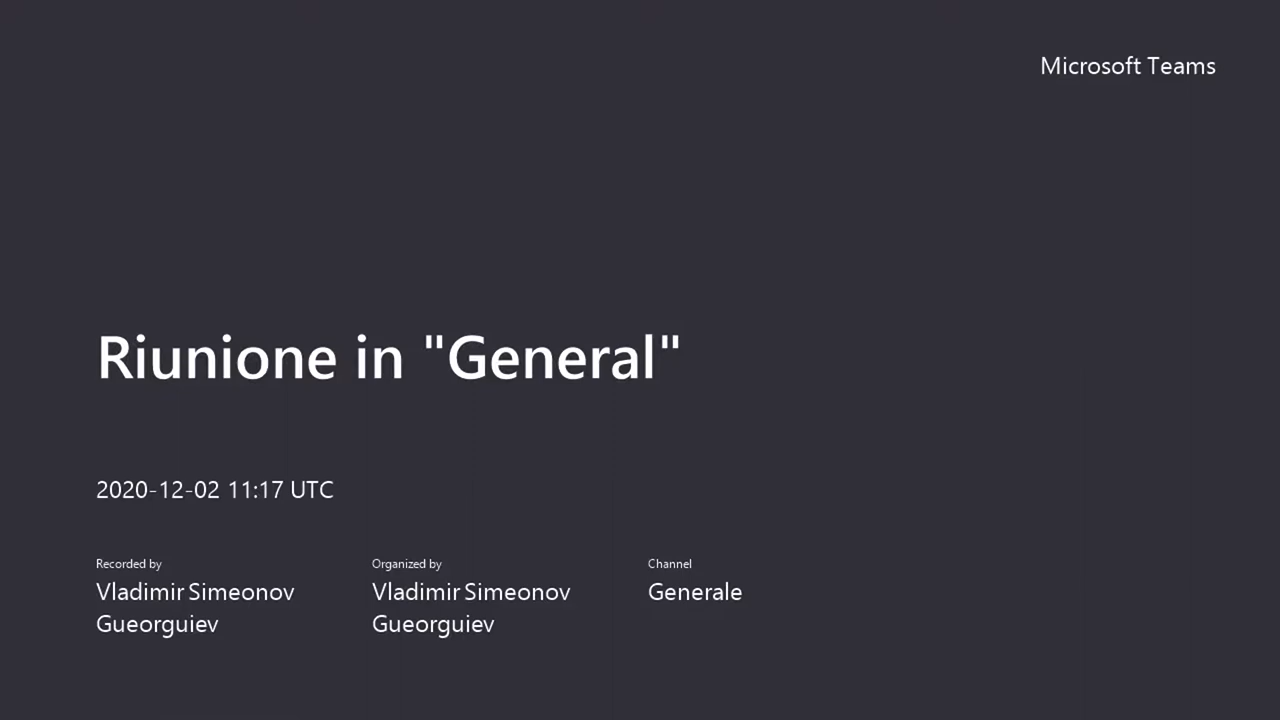 Microsoft Teams
Riunione in "General"
2020-12-02 11:17 UTC
Recorded by
Vladimir Simeonov
Gueorguiev
Organized by
Vladimir Simeonov
Gueorguiev
Channel
Generale